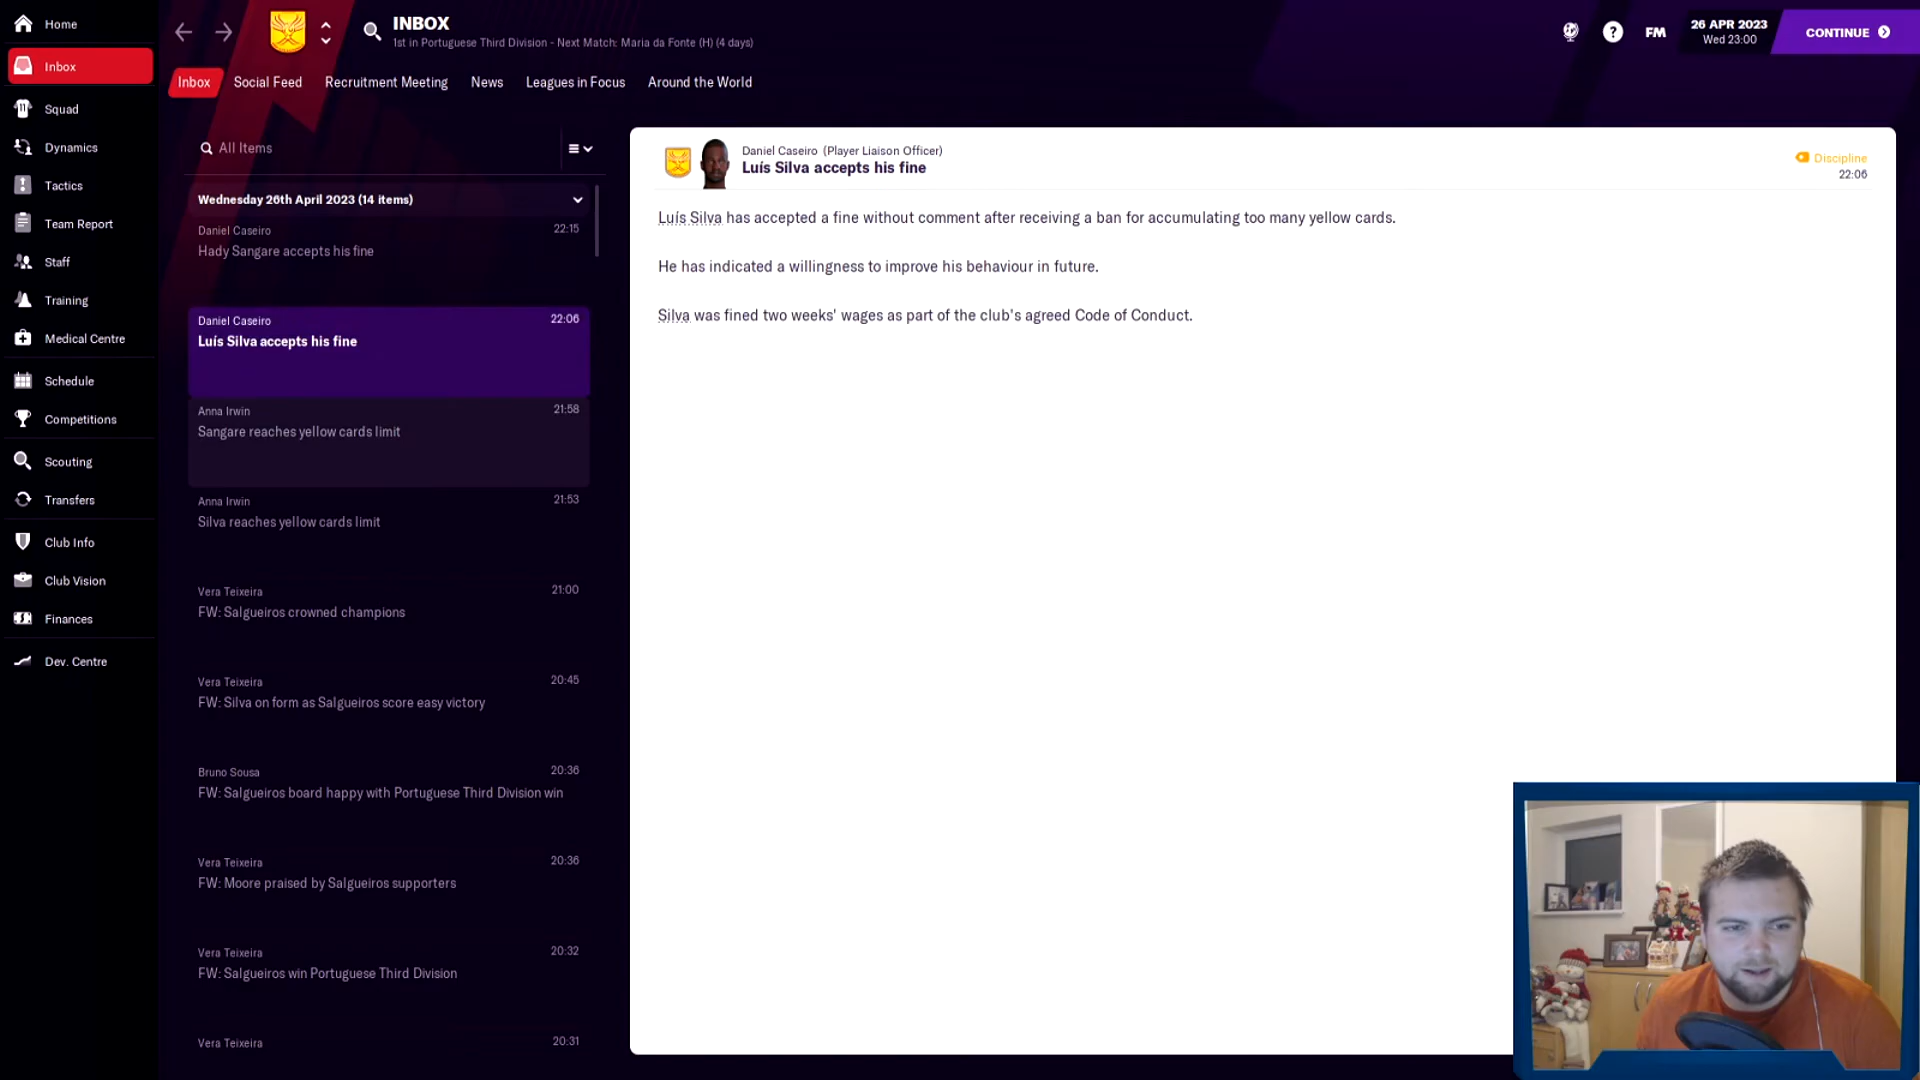 Home
Inbox
Squad
Dynamics
Tactics
Team Report
Staff
Training
Medical Centre
Schedule
Competitions
Scouting
Transfers
Club Info
Club Vision
Finances
Dev. Centre
INBOX
1st in Portuguese Third Division - Next Match: Maria da Fonte (H) (4 days)
FM
26 APR 2023
Wed 23:00
CONTINUE
Inbox Social Feed Recruitment Meeting News Leagues in Focus Around the World
All Items
Wednesday 26th April 2023 (14 items)
Daniel Caseiro 22:15
Hady Sangare accepts his fine
Daniel Caseiro 22:06
Luís Silva accepts his fine
Anna Irwin 21:58
Sangare reaches yellow cards limit
Anna Irwin 21:53
Silva reaches yellow cards limit
Vera Teixeira 21:00
FW: Salgueiros crowned champions
Vera Teixeira 20:45
FW: Silva on form as Salgueiros score easy victory
Bruno Sousa 20:36
FW: Salgueiros board happy with Portuguese Third Division win
Vera Teixeira 20:36
FW: Moore praised by Salgueiros supporters
Vera Teixeira 20:32
FW: Salgueiros win Portuguese Third Division
Vera Teixeira 20:31
Daniel Caseiro (Player Liaison Officer)
Luís Silva accepts his fine
Discipline
22:06
Luís Silva has accepted a fine without comment after receiving a ban for accumulating too many yellow cards.
He has indicated a willingness to improve his behaviour in future.
Silva was fined two weeks' wages as part of the club's agreed Code of Conduct.